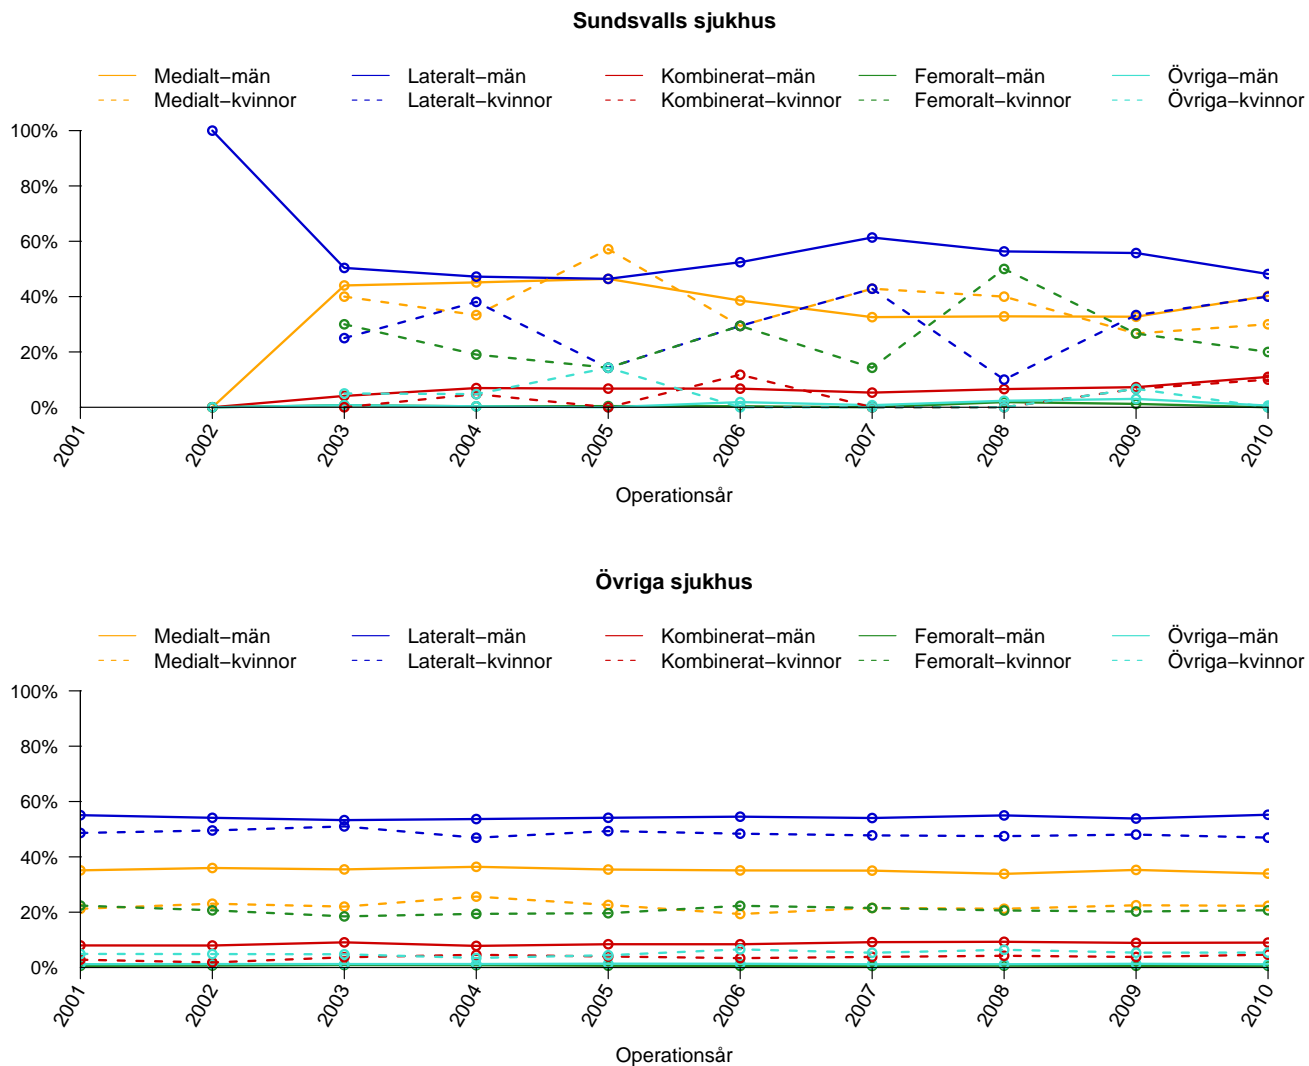 Sundsvalls sjukhus
Medialt−män Lateralt−män Kombinerat−män Femoralt−män Övriga−män
Medialt−kvinnor Lateralt−kvinnor Kombinerat−kvinnor Femoralt−kvinnor Övriga−kvinnor
100%
80%
60%
40%
20%
0%
2001 2002 2003 2004 2005 2006 2007 2008 2009 2010
Operationsår
Övriga sjukhus
Medialt−män Lateralt−män Kombinerat−män Femoralt−män Övriga−män
Medialt−kvinnor Lateralt−kvinnor Kombinerat−kvinnor Femoralt−kvinnor Övriga−kvinnor
100%
80%
60%
40%
20%
0%
2001 2002 2003 2004 2005 2006 2007 2008 2009 2010
Operationsår